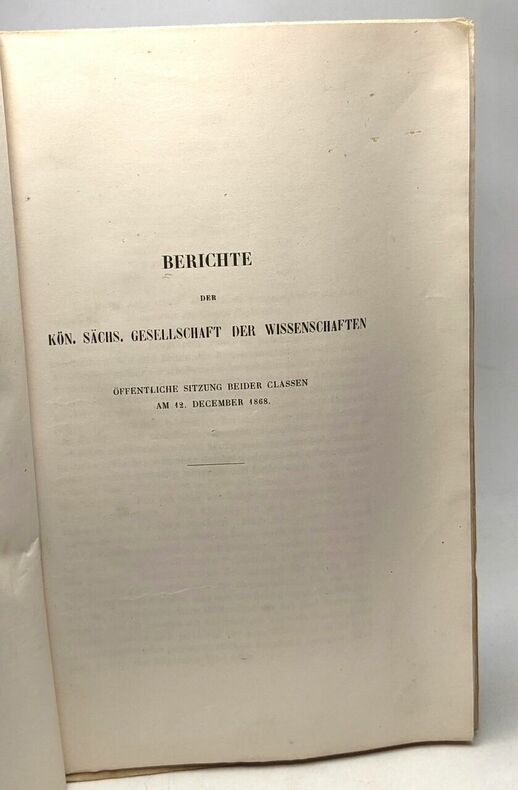 BERICHTE
DER
KÖN. SÄCHS. GESELLSCHAFT DER WISSENSCHAFTEN
ÖFFENTLICHE SITZUNG BEIDER CLASSEN
AM 12. DECEMBER 1868.